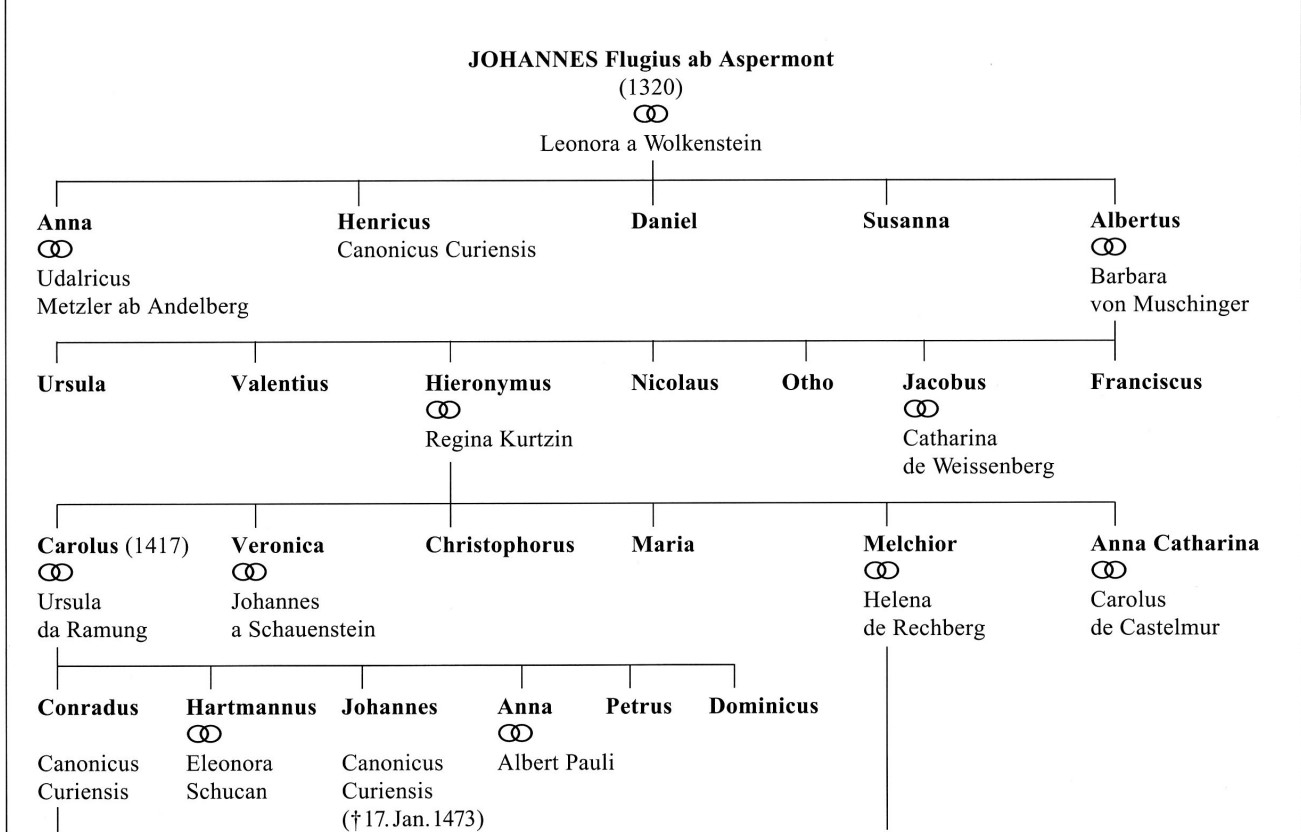 JOHANNES Flugius ab Aspermont
(1320)
Leonora a Wolkenstein
Anna
Udalricus
Metzler ab Andelberg
Henricus
Canonicus Curiensis
Daniel
Susanna
Albertus
Barbara
von Muschinger
Ursula
Valentius
Hieronymus
Regina Kurtzin
Nicolaus
Otho
Jacobus
Catharina
de Weissenberg
Franciscus
Carolus (1417)
Ursula
da Ramung
Veronica
Johannes
a Schauenstein
Christophorus
Maria
Melchior
Helena
de Rechberg
Anna Catharina
Carolus
de Castelmur
Conradus
Canonicus
Curiensis
Hartmannus
Eleonora
Schucan
Johannes
Canonicus
Curiensis
(†17.Jan.1473)
Anna
Albert Pauli
Petrus
Dominicus